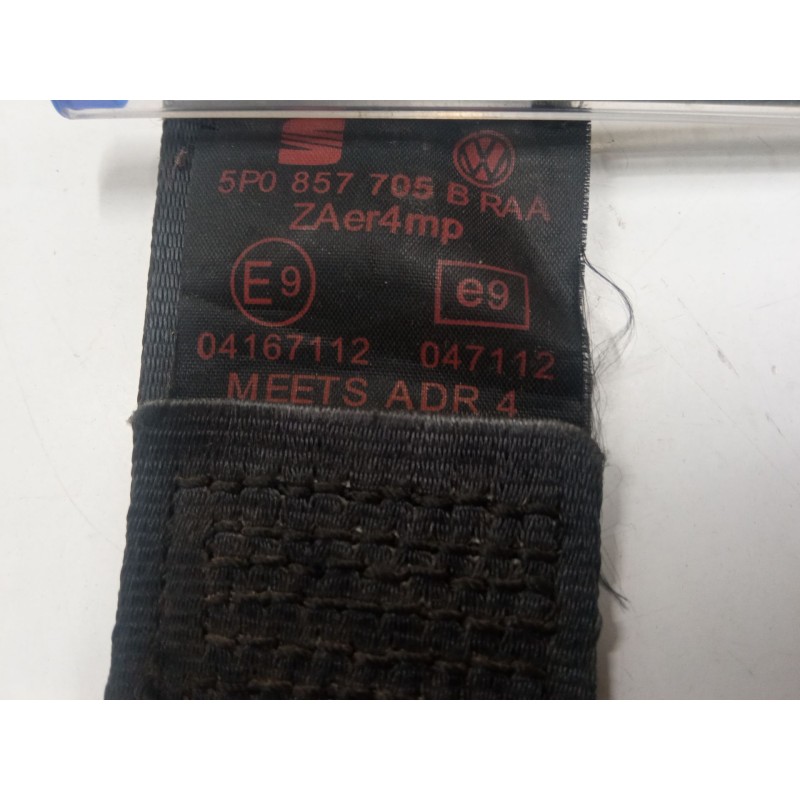 5P0 857 705 B RAA
ZAer4mp
E9 e9
04167112 047112
MEETS ADR 4